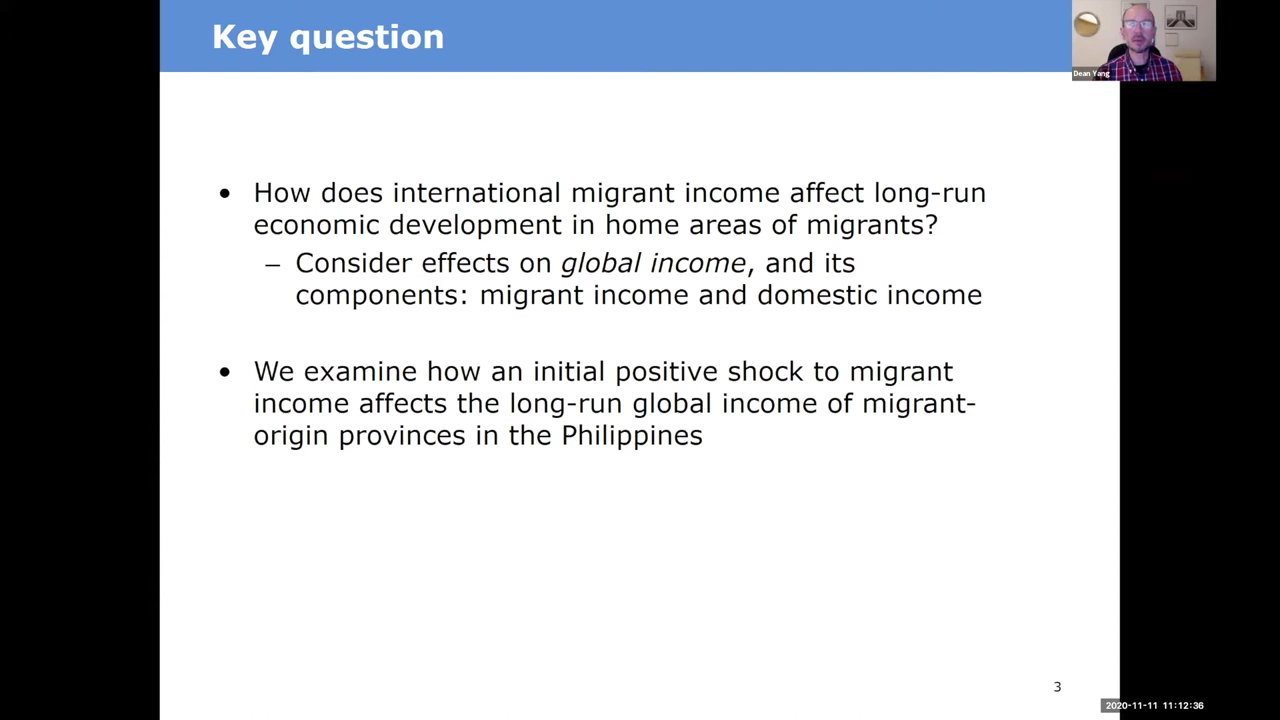 Key question
Dean Yang
• How does international migrant income affect long-run
economic development in home areas of migrants?
– Consider effects on global income, and its
components: migrant income and domestic income
• We examine how an initial positive shock to migrant
income affects the long-run global income of migrant-
origin provinces in the Philippines
3
2020-11-11 11:12:36